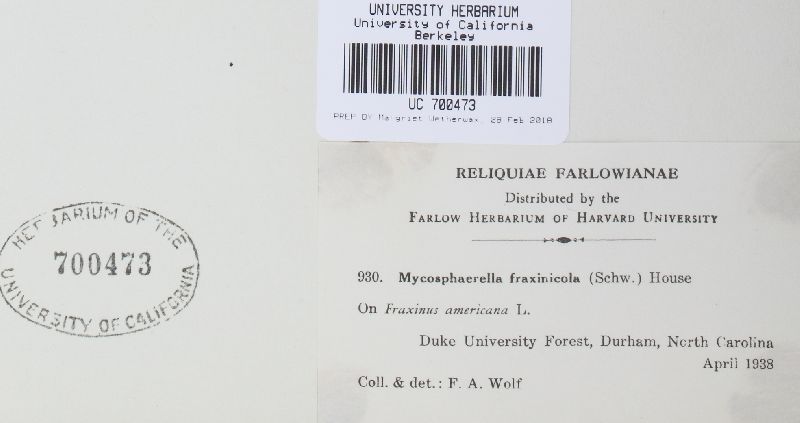 UNIVERSITY HERBARIUM
University of California
Berkeley
UC 700473
PREP BY Margriet Wetherwax, 28 Feb 2018
HERBARIUM OF THE
700473
UNIVERSITY OF CALIFORNIA
RELIQUIAE FARLOWIANAE
Distributed by the
FARLOW HERBARIUM OF HARVARD UNIVERSITY
930. Mycosphaerella fraxinicola (Schw.) House
On Fraxinus americana L.
Duke University Forest, Durham, North Carolina
April 1938
Coll. & det.: F. A. Wolf